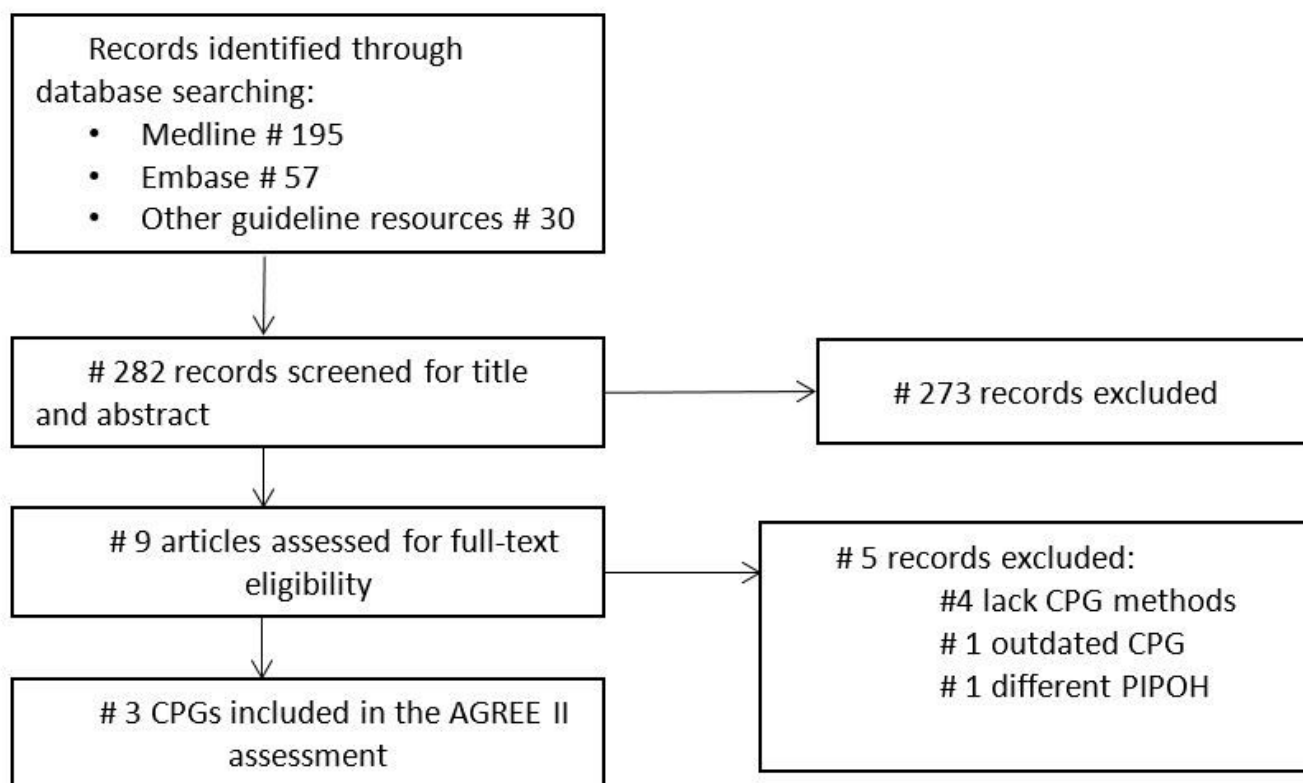 Records identified through
database searching:
• Medline # 195
• Embase # 57
• Other guideline resources # 30
# 282 records screened for title
and abstract
# 273 records excluded
# 9 articles assessed for full-text
eligibility
# 5 records excluded:
#4 lack CPG methods
# 1 outdated CPG
# 1 different PIPOH
# 3 CPGs included in the AGREE II
assessment